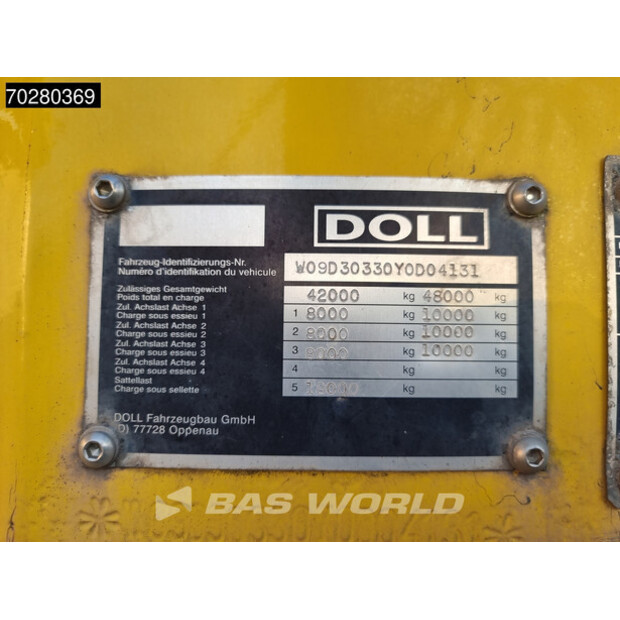 70280369
DOLL
Fahrzeug-Identifizierungs-Nr.
Numéro d'identification du vehicule
W09D30330Y0D04131
Zulässiges Gesamtgewicht
Poids total en charge
42000 kg 48000 kg
Zul. Achslast Achse 1
Charge sous essieu 1
1 8000 kg 10000 kg
Zul. Achslast Achse 2
Charge sous essieu 2
2 8000 kg 10000 kg
Zul. Achslast Achse 3
Charge sous essieu 3
3 kg 10000 kg
Zul. Achslast Achse 4
Charge sous essieu 4
4 kg kg
Sattellast
Charge sous sellette
5 kg kg
DOLL Fahrzeugbau GmbH
(D) 77728 Oppenau
BAS WORLD